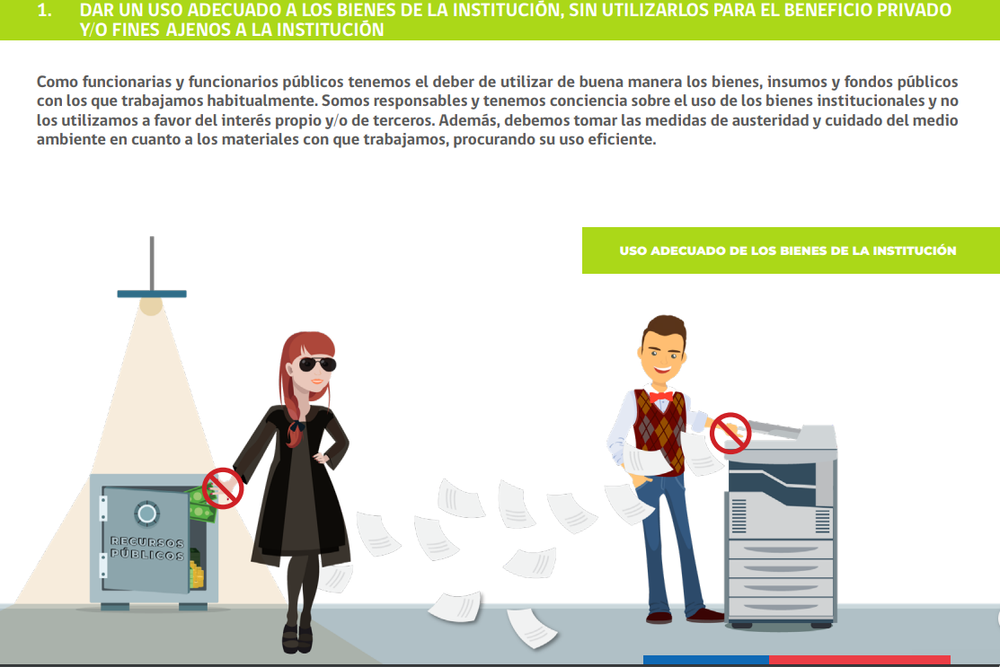 1. DAR UN USO ADECUADO A LOS BIENES DE LA INSTITUCIÓN, SIN UTILIZARLOS PARA EL BENEFICIO PRIVADO
Y/O FINES AJENOS A LA INSTITUCIÓN
Como funcionarias y funcionarios públicos tenemos el deber de utilizar de buena manera los bienes, insumos y fondos públicos
con los que trabajamos habitualmente. Somos responsables y tenemos conciencia sobre el uso de los bienes institucionales y no
los utilizamos a favor del interés propio y/o de terceros. Además, debemos tomar las medidas de austeridad y cuidado del medio
ambiente en cuanto a los materiales con que trabajamos, procurando su uso eficiente.
USO ADECUADO DE LOS BIENES DE LA INSTITUCIÓN
RECURSOS
PÚBLICOS